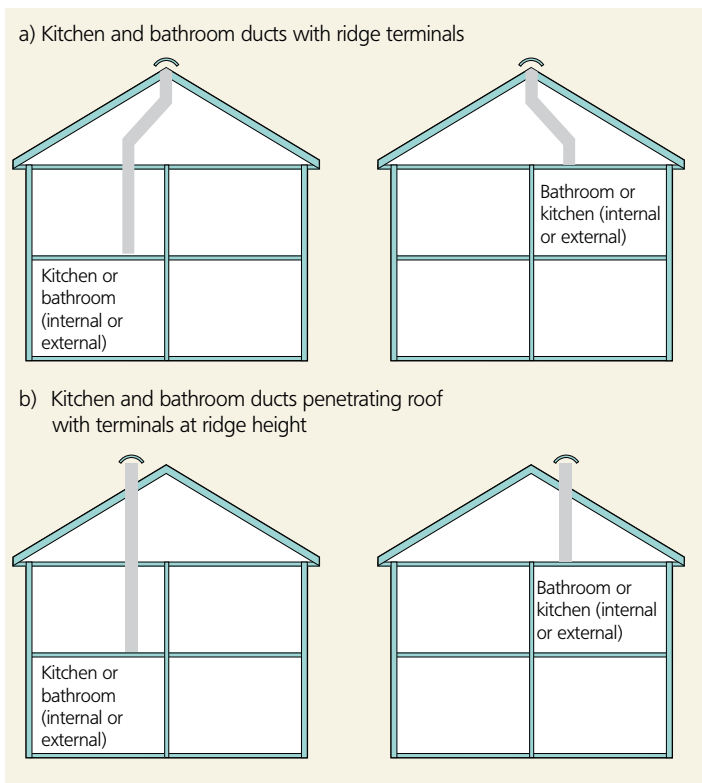 a) Kitchen and bathroom ducts with ridge terminals
Kitchen or
bathroom
(internal or
external)
Bathroom or
kitchen (internal
or external)
b) Kitchen and bathroom ducts penetrating roof
with terminals at ridge height
Kitchen or
bathroom
(internal or
external)
Bathroom or
kitchen (internal
or external)